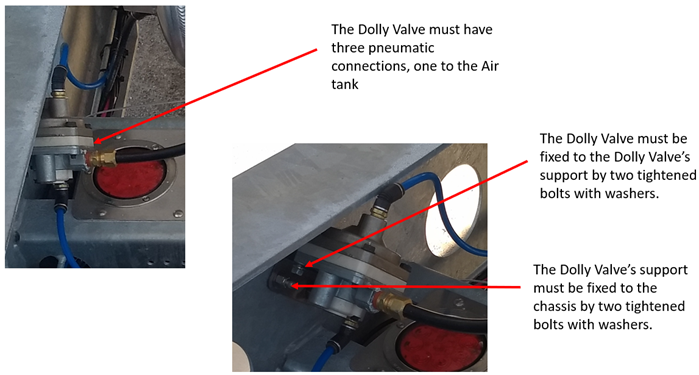 The Dolly Valve must have
three pneumatic
connections, one to the Air
tank
The Dolly Valve must be
fixed to the Dolly Valve's
support by two tightened
bolts with washers.
The Dolly Valve's support
must be fixed to the
chassis by two tightened
bolts with washers.